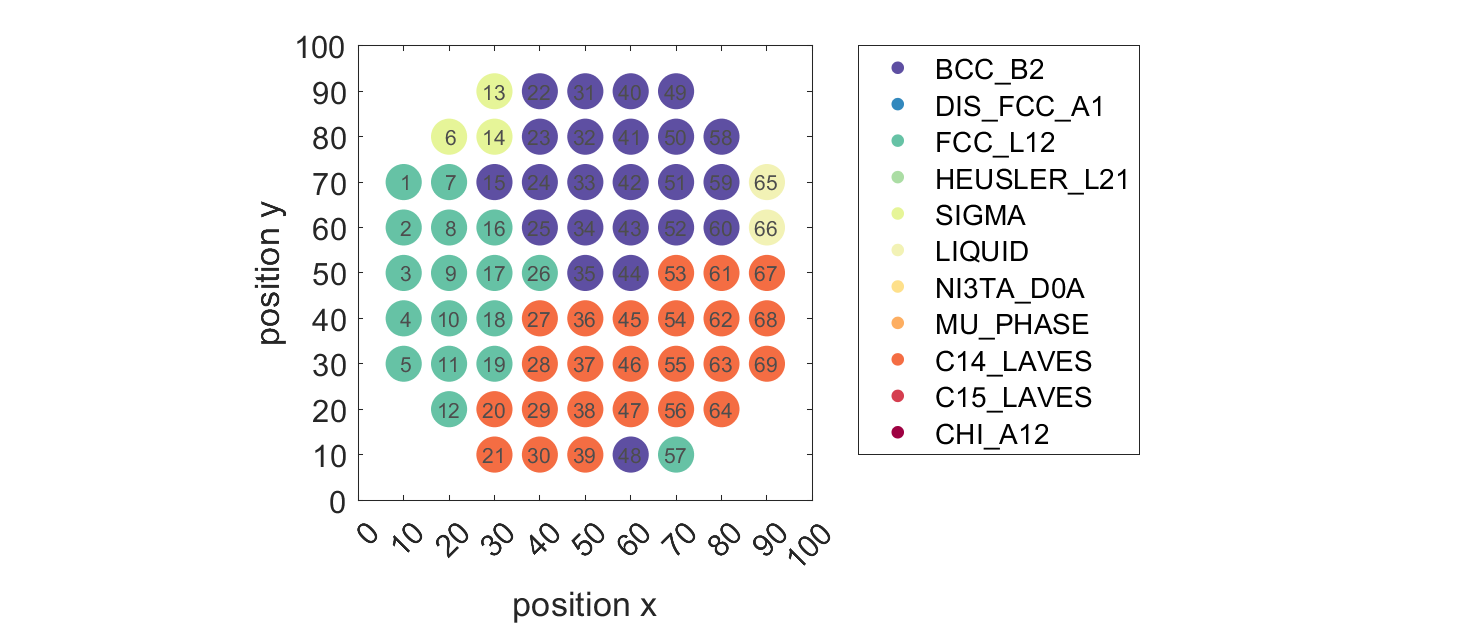 100
90 13 22 31 40 49
80 6 14 23 32 41 50 58
70 1 7 15 24 33 42 51 59 65
60 2 8 16 25 34 43 52 60 66
50 3 9 17 26 35 44 53 61 67
40 4 10 18 27 36 45 54 62 68
30 5 11 19 28 37 46 55 63 69
20 12 20 29 38 47 56 64
10 21 30 39 48 57
0
0 10 20 30 40 50 60 70 80 90 100
position x
position y
BCC_B2
DIS_FCC_A1
FCC_L12
HEUSLER_L21
SIGMA
LIQUID
NI3TA_D0A
MU_PHASE
C14_LAVES
C15_LAVES
CHI_A12